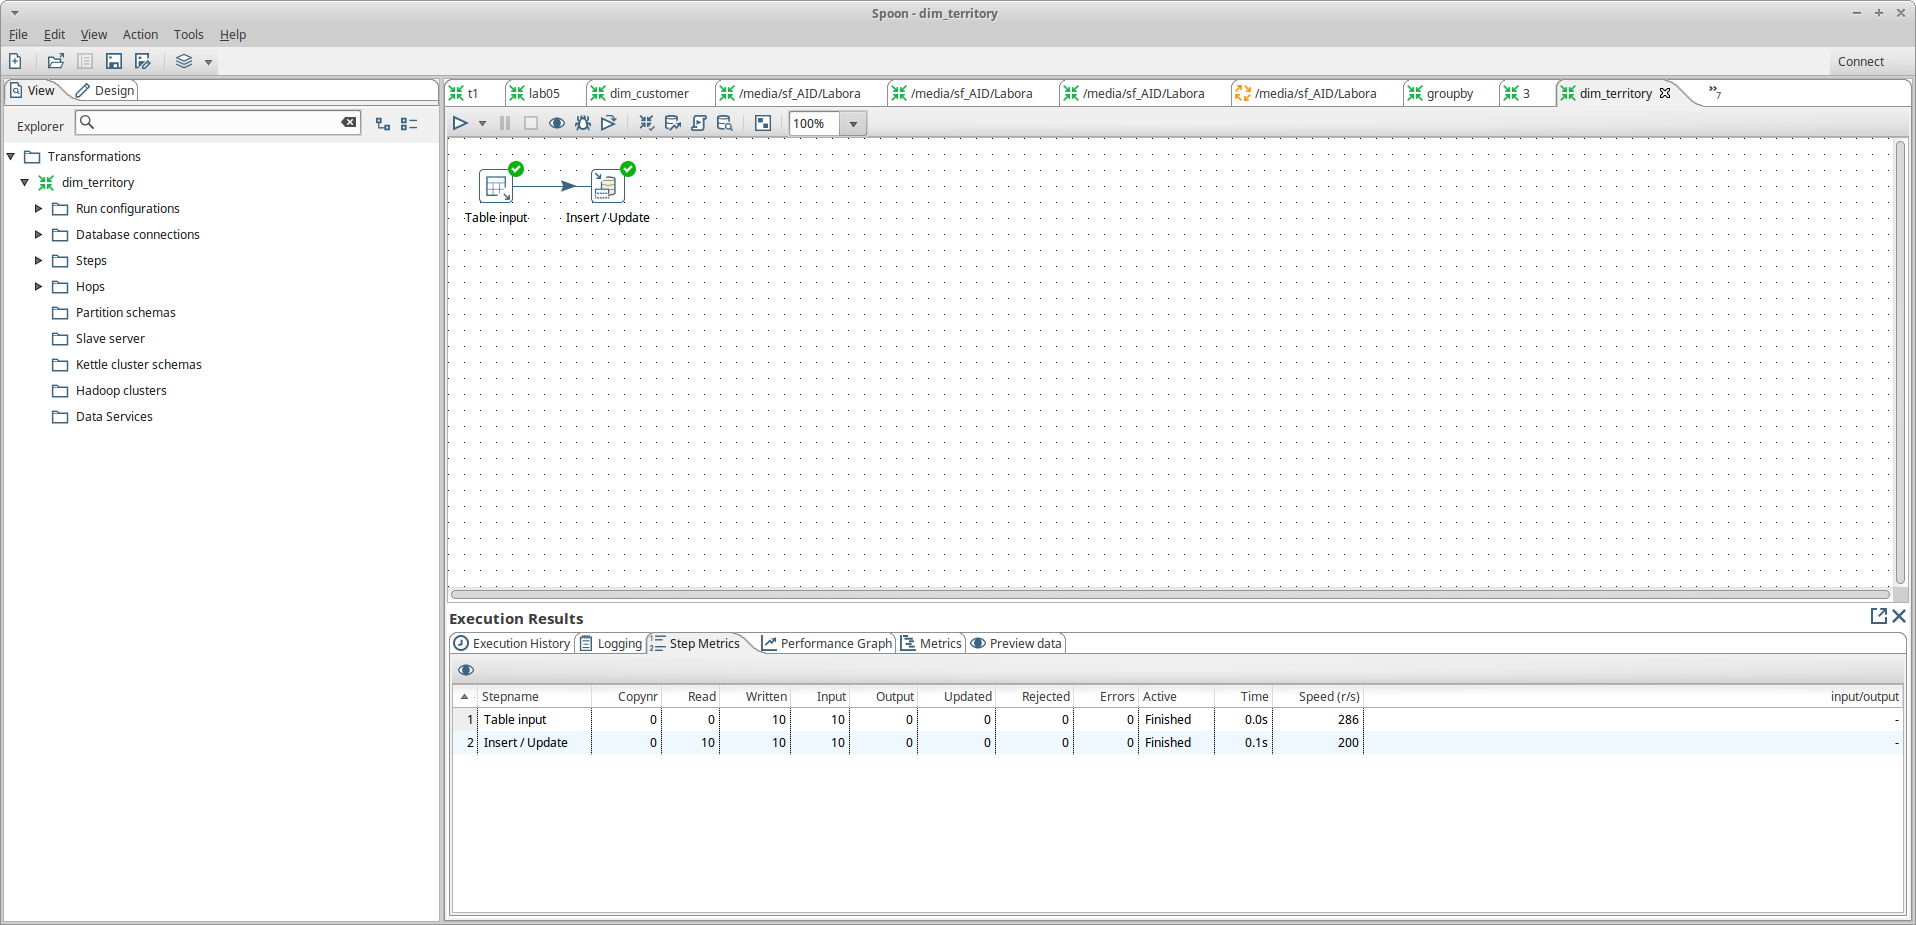 Spoon - dim_territory
File Edit View Action Tools Help
Connect
View Design
t1 lab05 dim_customer /media/sf_AID/Labora /media/sf_AID/Labora /media/sf_AID/Labora /media/sf_AID/Labora groupby 3 dim_territory »7
Explorer
100%
Transformations
dim_territory
Run configurations
Database connections
Steps
Hops
Partition schemas
Slave server
Kettle cluster schemas
Hadoop clusters
Data Services
Table input Insert / Update
Execution Results
Execution History Logging Step Metrics Performance Graph Metrics Preview data
Stepname Copynr Read Written Input Output Updated Rejected Errors Active Time Speed (r/s) input/output
1 Table input 0 0 10 10 0 0 0 0 Finished 0.0s 286 -
2 Insert / Update 0 10 10 10 0 0 0 0 Finished 0.1s 200 -